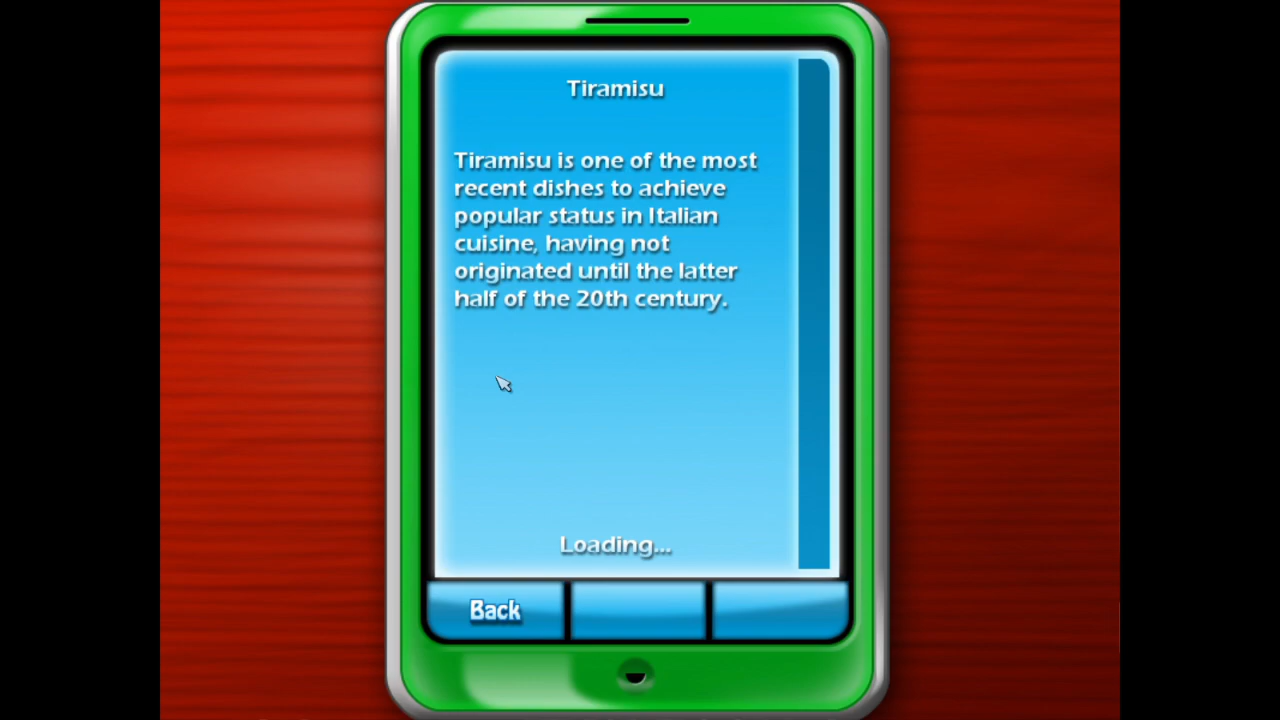 Tiramisu
Tiramisu is one of the most
recent dishes to achieve
popular status in Italian
cuisine, having not
originated until the latter
half of the 20th century.
Loading...
Back